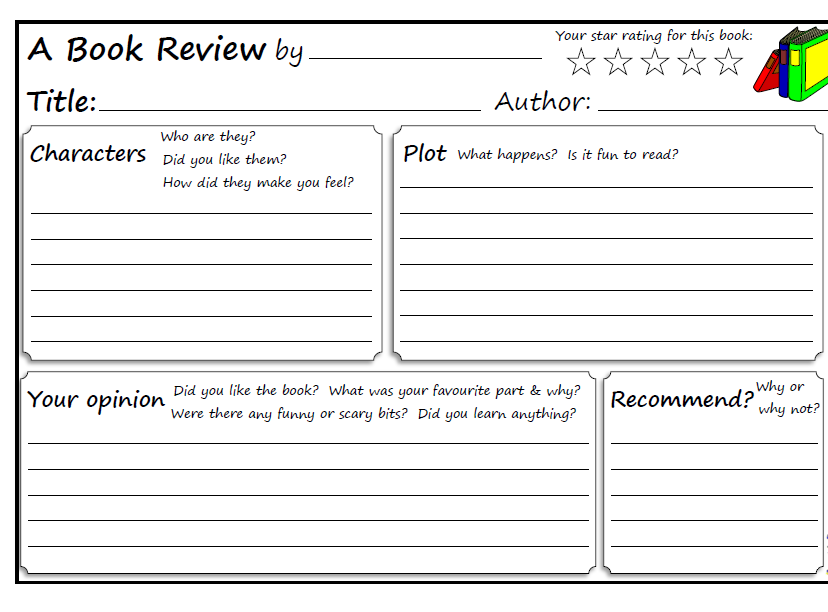 A Book Review by
Your star rating for this book:
Title:
Author:
Characters
Who are they?
Did you like them?
How did they make you feel?
Plot What happens? Is it fun to read?
Your opinion
Did you like the book? What was your favourite part & why?
Were there any funny or scary bits? Did you learn anything?
Recommend?
Why or
why not?